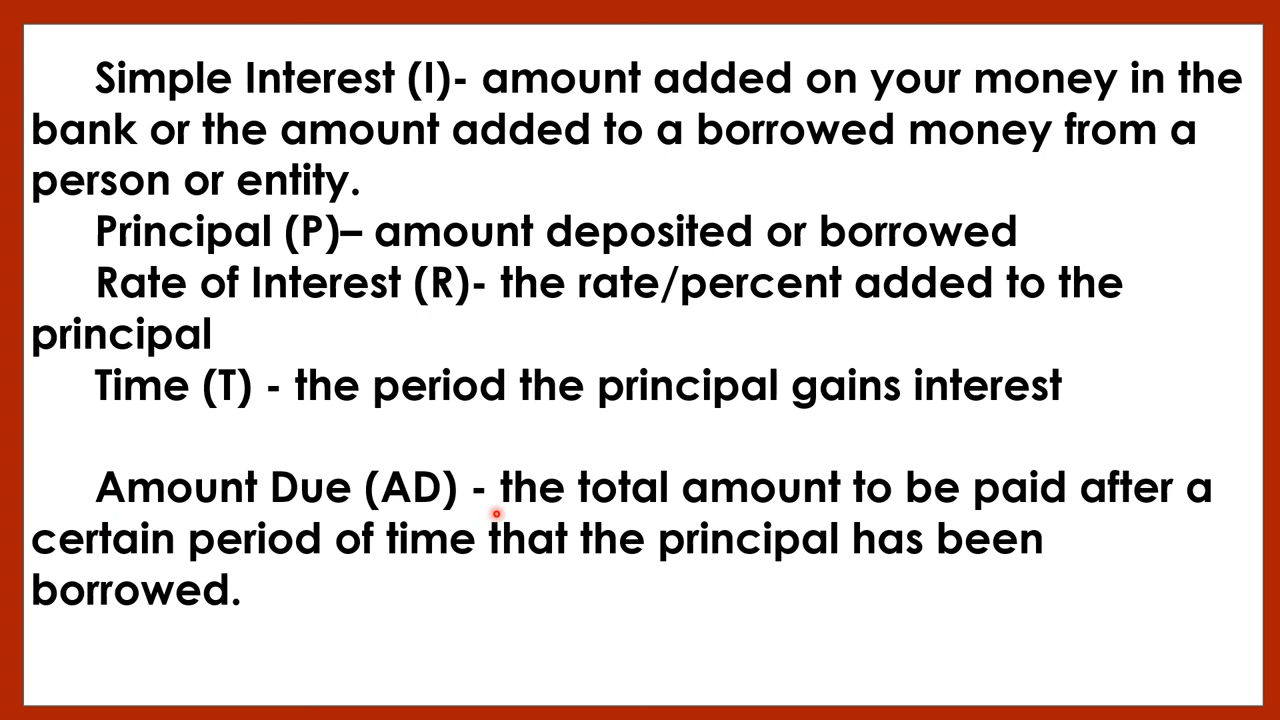 Simple Interest (I)- amount added on your money in the
bank or the amount added to a borrowed money from a
person or entity.
Principal (P)– amount deposited or borrowed
Rate of Interest (R)- the rate/percent added to the
principal
Time (T) - the period the principal gains interest
Amount Due (AD) - the total amount to be paid after a
certain period of time that the principal has been
borrowed.